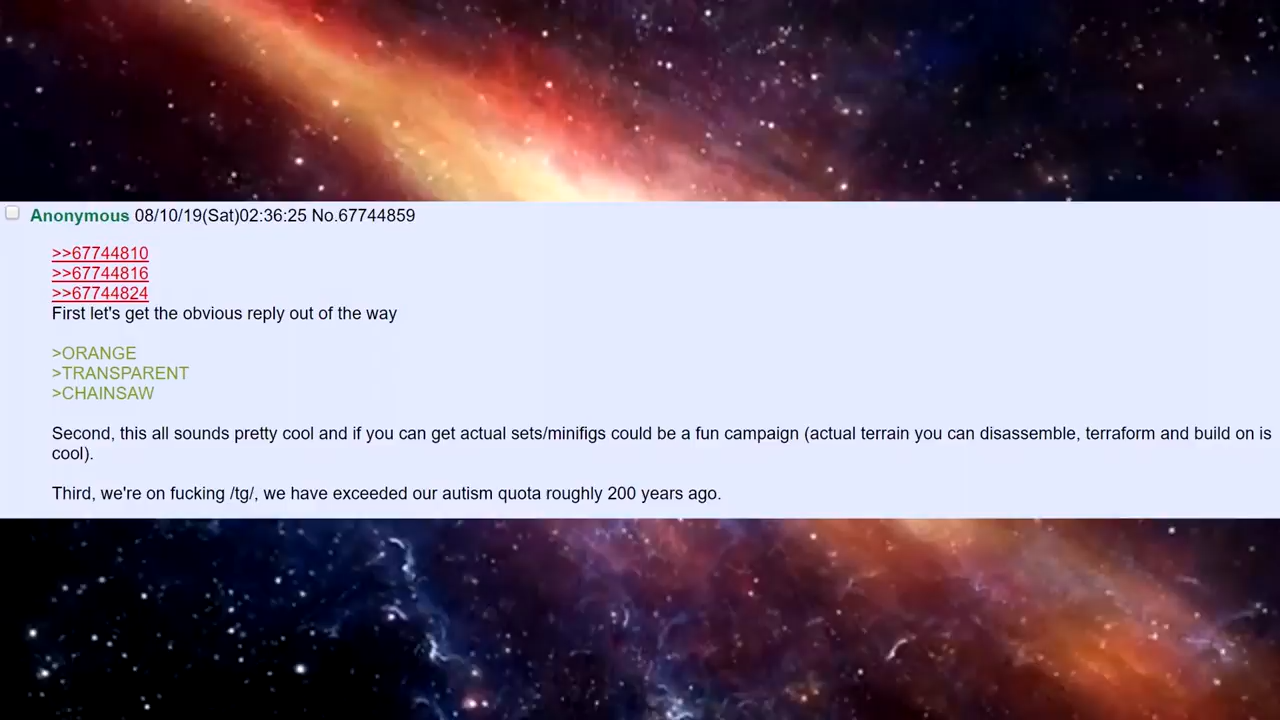 Anonymous 08/10/19(Sat)02:36:25 No.67744859
>>67744810
>>67744816
>>67744824
First let's get the obvious reply out of the way
>ORANGE
>TRANSPARENT
>CHAINSAW
Second, this all sounds pretty cool and if you can get actual sets/minifigs could be a fun campaign (actual terrain you can disassemble, terraform and build on is
cool).
Third, we're on fucking /tg/, we have exceeded our autism quota roughly 200 years ago.